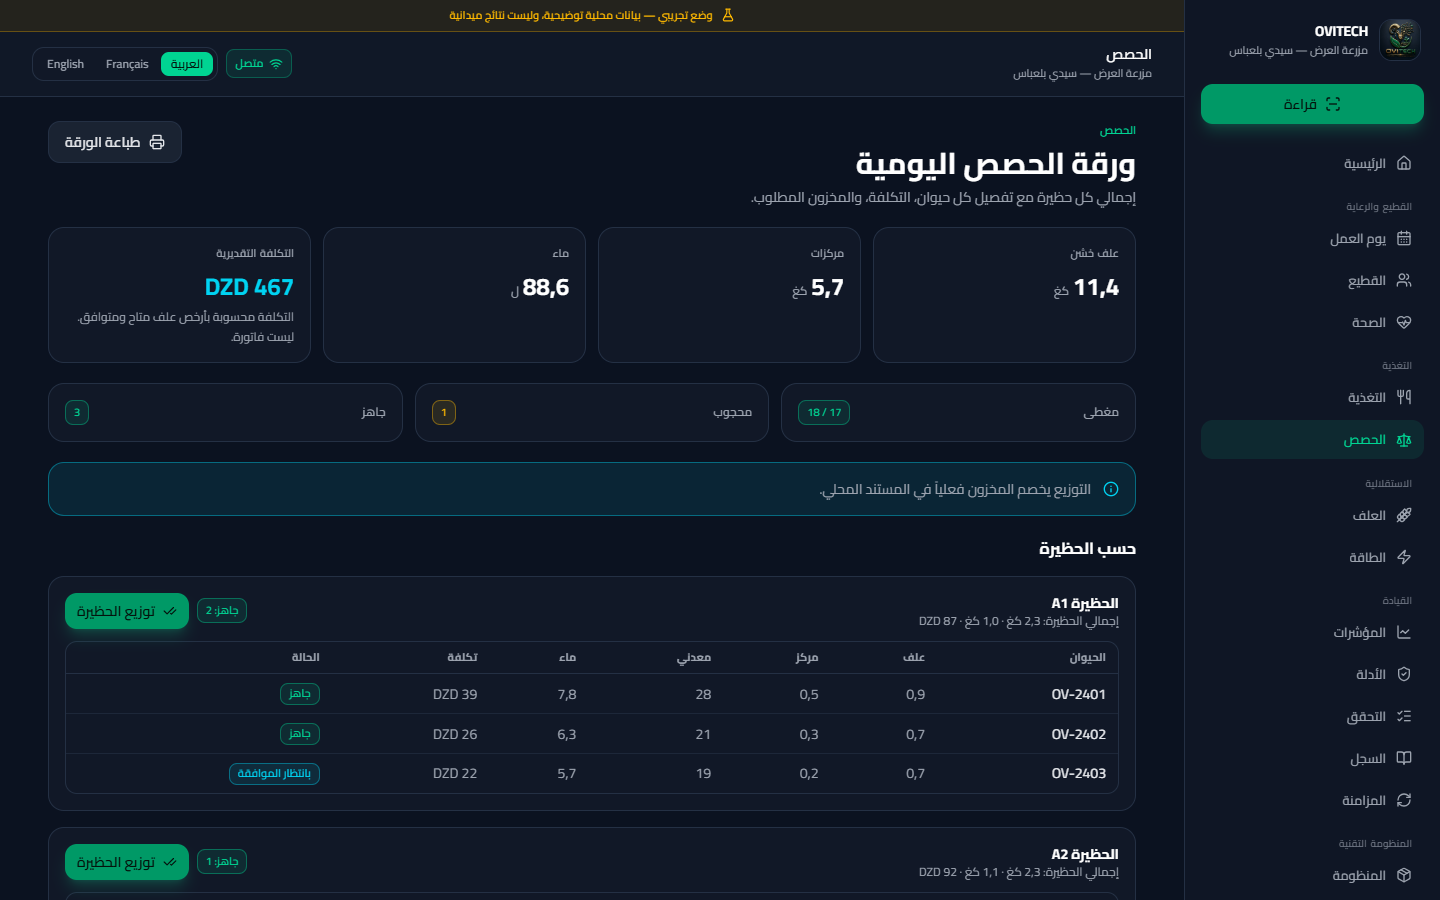 وضع تجريبي — بيانات محلية توضيحية، وليست نتائج ميدانية
OVITECH
مزرعة العرض — سيدي بلعباس
قراءة
الرئيسية
القطيع والرعاية
يوم العمل
القطيع
الصحة
التغذية
التغذية
الحصص
الاستقلالية
العلف
الطاقة
القيادة
المؤشرات
الأدلة
التحقق
السجل
المزامنة
المنظومة التقنية
المنظومة
الحصص
مزرعة العرض — سيدي بلعباس
متصل
العربية
Français
English
الحصص
ورقة الحصص اليومية
إجمالي كل حظيرة مع تفصيل كل حيوان، التكلفة، والمخزون المطلوب.
طباعة الورقة
علف خشن
11,4 كغ
مركزات
5,7 كغ
ماء
88,6 ل
التكلفة التقديرية
DZD 467
التكلفة محسوبة بأرخص علف متاح ومتوافق.
ليست فاتورة.
مغطى
18 / 17
محجوب
1
جاهز
3
التوزيع يخصم المخزون فعلياً في المستند المحلي.
حسب الحظيرة
الحظيرة A1
إجمالي الحظيرة: 2,3 كغ · 1,0 كغ · DZD 87
جاهز: 2
توزيع الحظيرة
الحيوان علف مركز معدني ماء تكلفة الحالة
OV-2401 0,9 0,5 28 7,8 DZD 39 جاهز
OV-2402 0,7 0,3 21 6,3 DZD 26 جاهز
OV-2403 0,7 0,2 19 5,7 DZD 22 بانتظار الموافقة
الحظيرة A2
إجمالي الحظيرة: 2,3 كغ · 1,1 كغ · DZD 92
جاهز: 1
توزيع الحظيرة